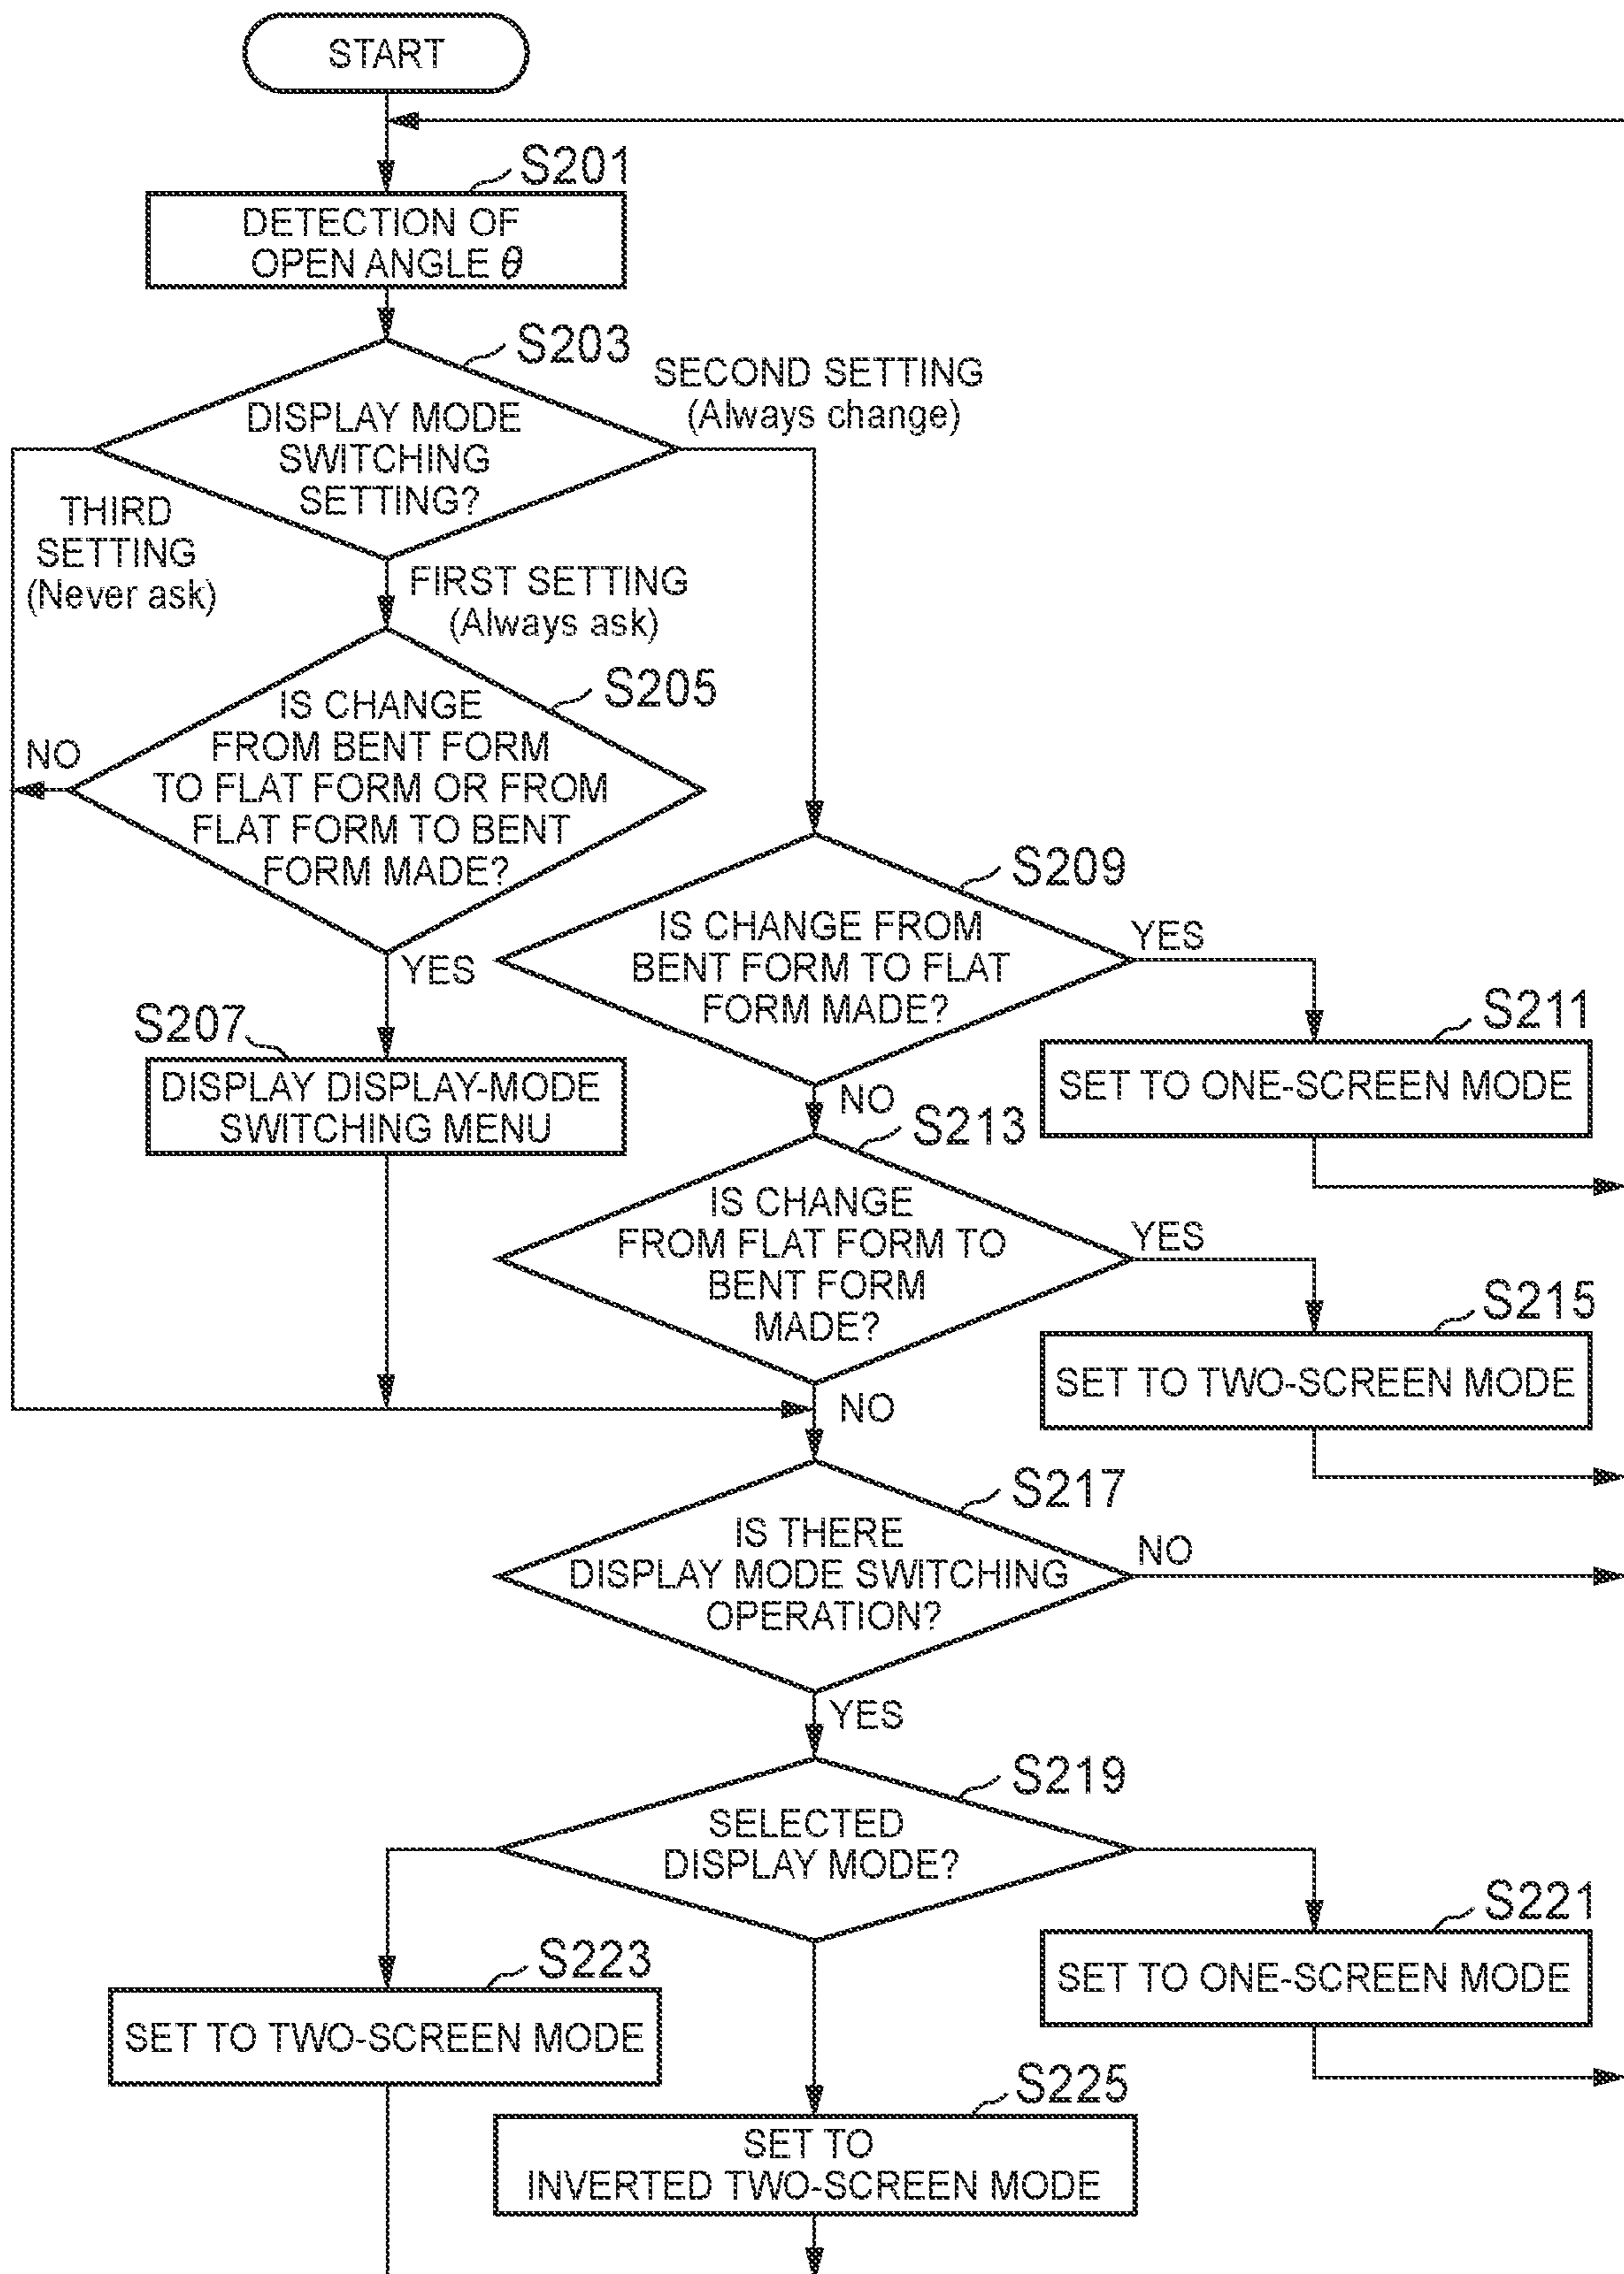 START
S201
DETECTION OF
OPEN ANGLE θ
S203
SECOND SETTING
(Always change)
DISPLAY MODE
SWITCHING
SETTING?
THIRD
SETTING
(Never ask)
FIRST SETTING
(Always ask)
S205
IS CHANGE
FROM BENT FORM
TO FLAT FORM OR FROM
FLAT FORM TO BENT
FORM MADE?
NO
YES
S207
DISPLAY DISPLAY-MODE
SWITCHING MENU
S209
IS CHANGE FROM
BENT FORM TO FLAT
FORM MADE?
YES
NO
S211
SET TO ONE-SCREEN MODE
S213
IS CHANGE
FROM FLAT FORM TO
BENT FORM
MADE?
YES
NO
S215
SET TO TWO-SCREEN MODE
S217
IS THERE
DISPLAY MODE SWITCHING
OPERATION?
NO
YES
S219
SELECTED
DISPLAY MODE?
S221
SET TO ONE-SCREEN MODE
S223
SET TO TWO-SCREEN MODE
S225
SET TO
INVERTED TWO-SCREEN MODE